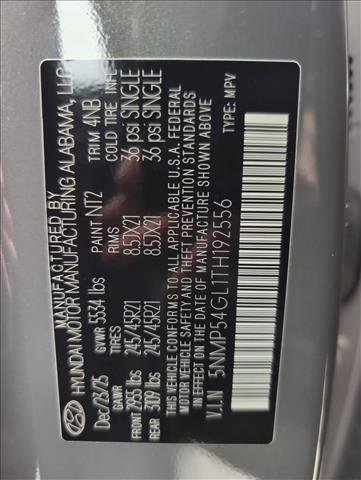 MANUFACTURED BY
HYUNDAI MOTOR MANUFACTURING ALABAMA, LLC
Dec/23/25 GVWR 5534 lbs PAINT NT2 TRIM 4NB
GAWR TIRES RIMS COLD TIRE INFL
FRONT 2955 lbs 245/45R21 8.5JX21 36 psi SINGLE
REAR 3109 lbs 245/45R21 8.5JX21 36 psi SINGLE
THIS VEHICLE CONFORMS TO ALL APPLICABLE U.S.A. FEDERAL
MOTOR VEHICLE SAFETY AND THEFT PREVENTION STANDARDS
IN EFFECT ON THE DATE OF MANUFACTURE SHOWN ABOVE
V.I.N 5NMP54GL1TH192556 TYPE: MPV